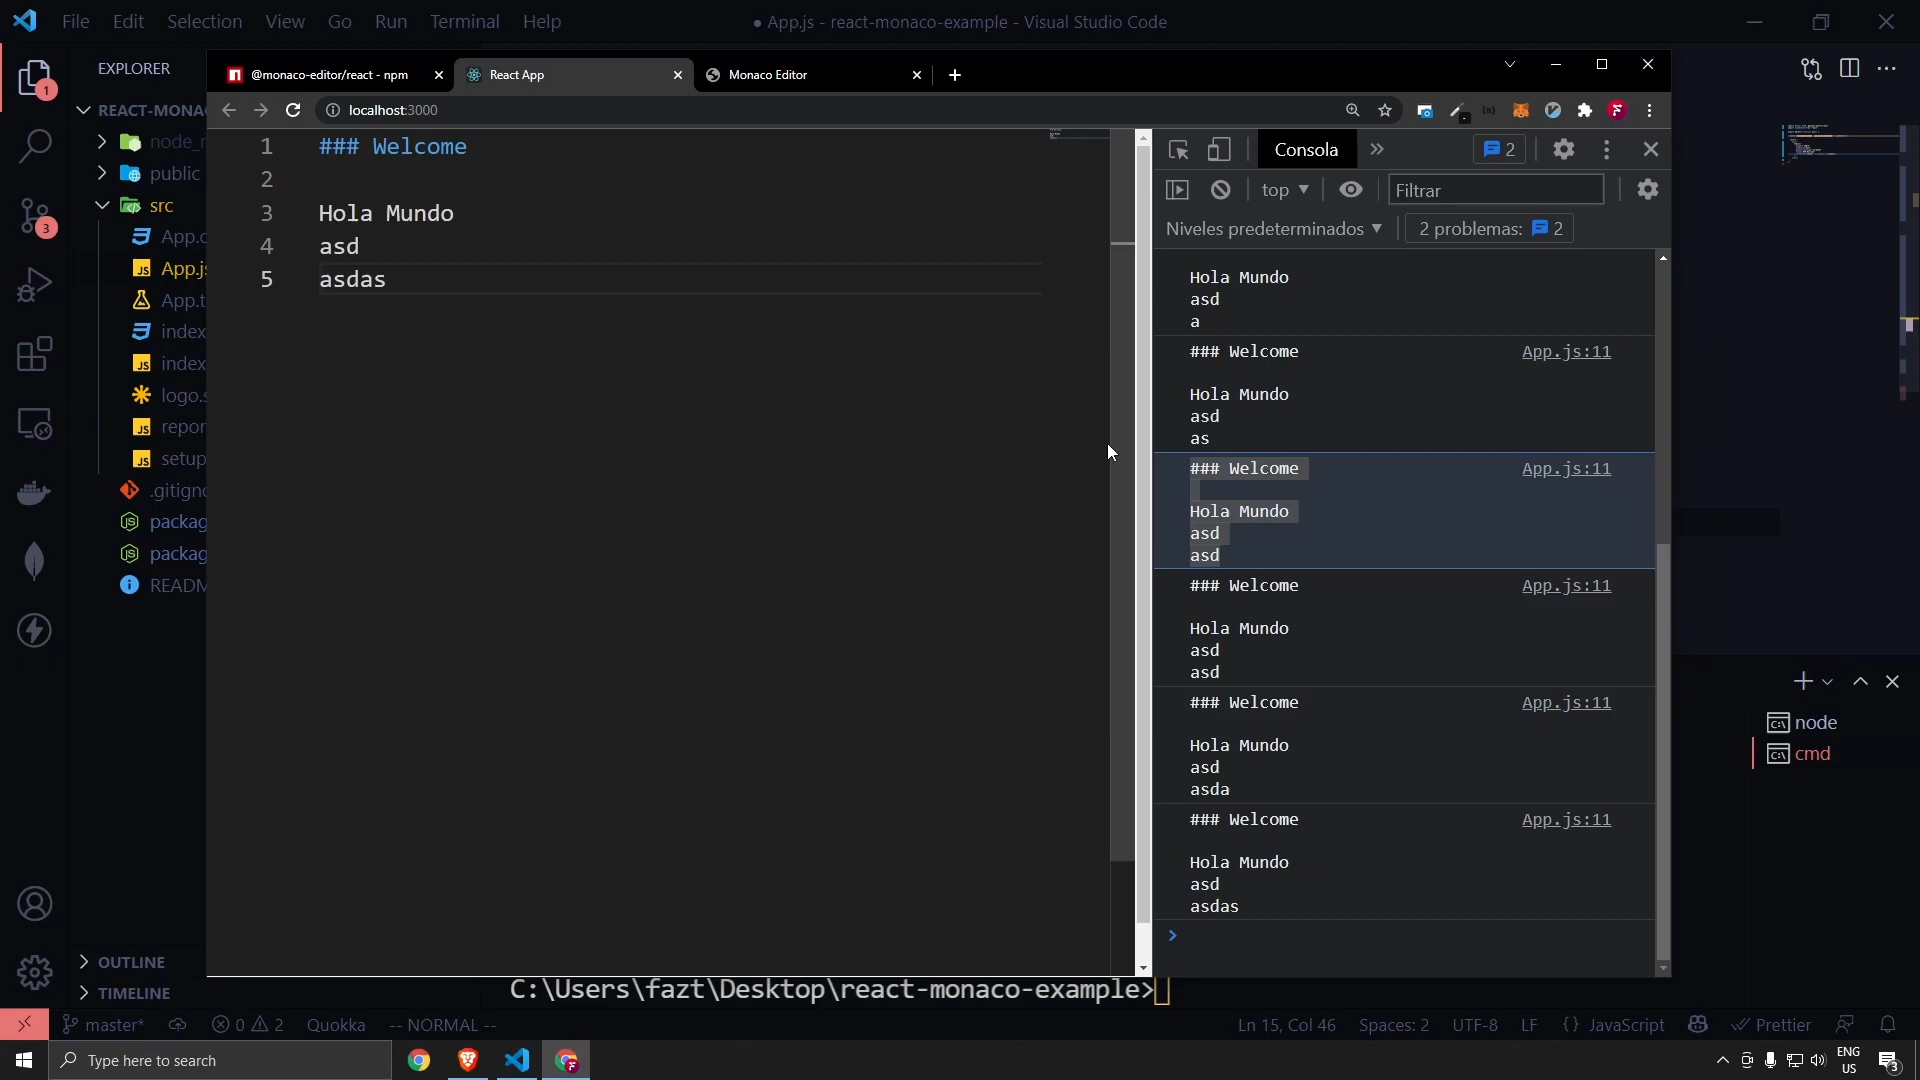 File Edit Selection View Go Run Terminal Help
● App.js - react-monaco-example - Visual Studio Code
EXPLORER
1
REACT-MONA
node_
public
src
App.
App.j
App.t
index
index
logo.
repor
setup
.gitign
packag
packag
READ
3
OUTLINE
TIMELINE
@monaco-editor/react - npm
React App
Monaco Editor
localhost:3000
1 ### Welcome
2
3 Hola Mundo
4 asd
5 asdas
Consola
2
top
Filtrar
Niveles predeterminados
2 problemas: 2
Hola Mundo
asd
a
### Welcome App.js:11
Hola Mundo
asd
as
### Welcome App.js:11
Hola Mundo
asd
asd
### Welcome App.js:11
Hola Mundo
asd
asd
### Welcome App.js:11
Hola Mundo
asd
asda
### Welcome App.js:11
Hola Mundo
asd
asdas
>
node
cmd
C:\Users\fazt\Desktop\react-monaco-example>
master* 0 2 Quokka -- NORMAL --
Ln 15, Col 46 Spaces: 2 UTF-8 LF {} JavaScript Prettier
Type here to search
ENG
US
3